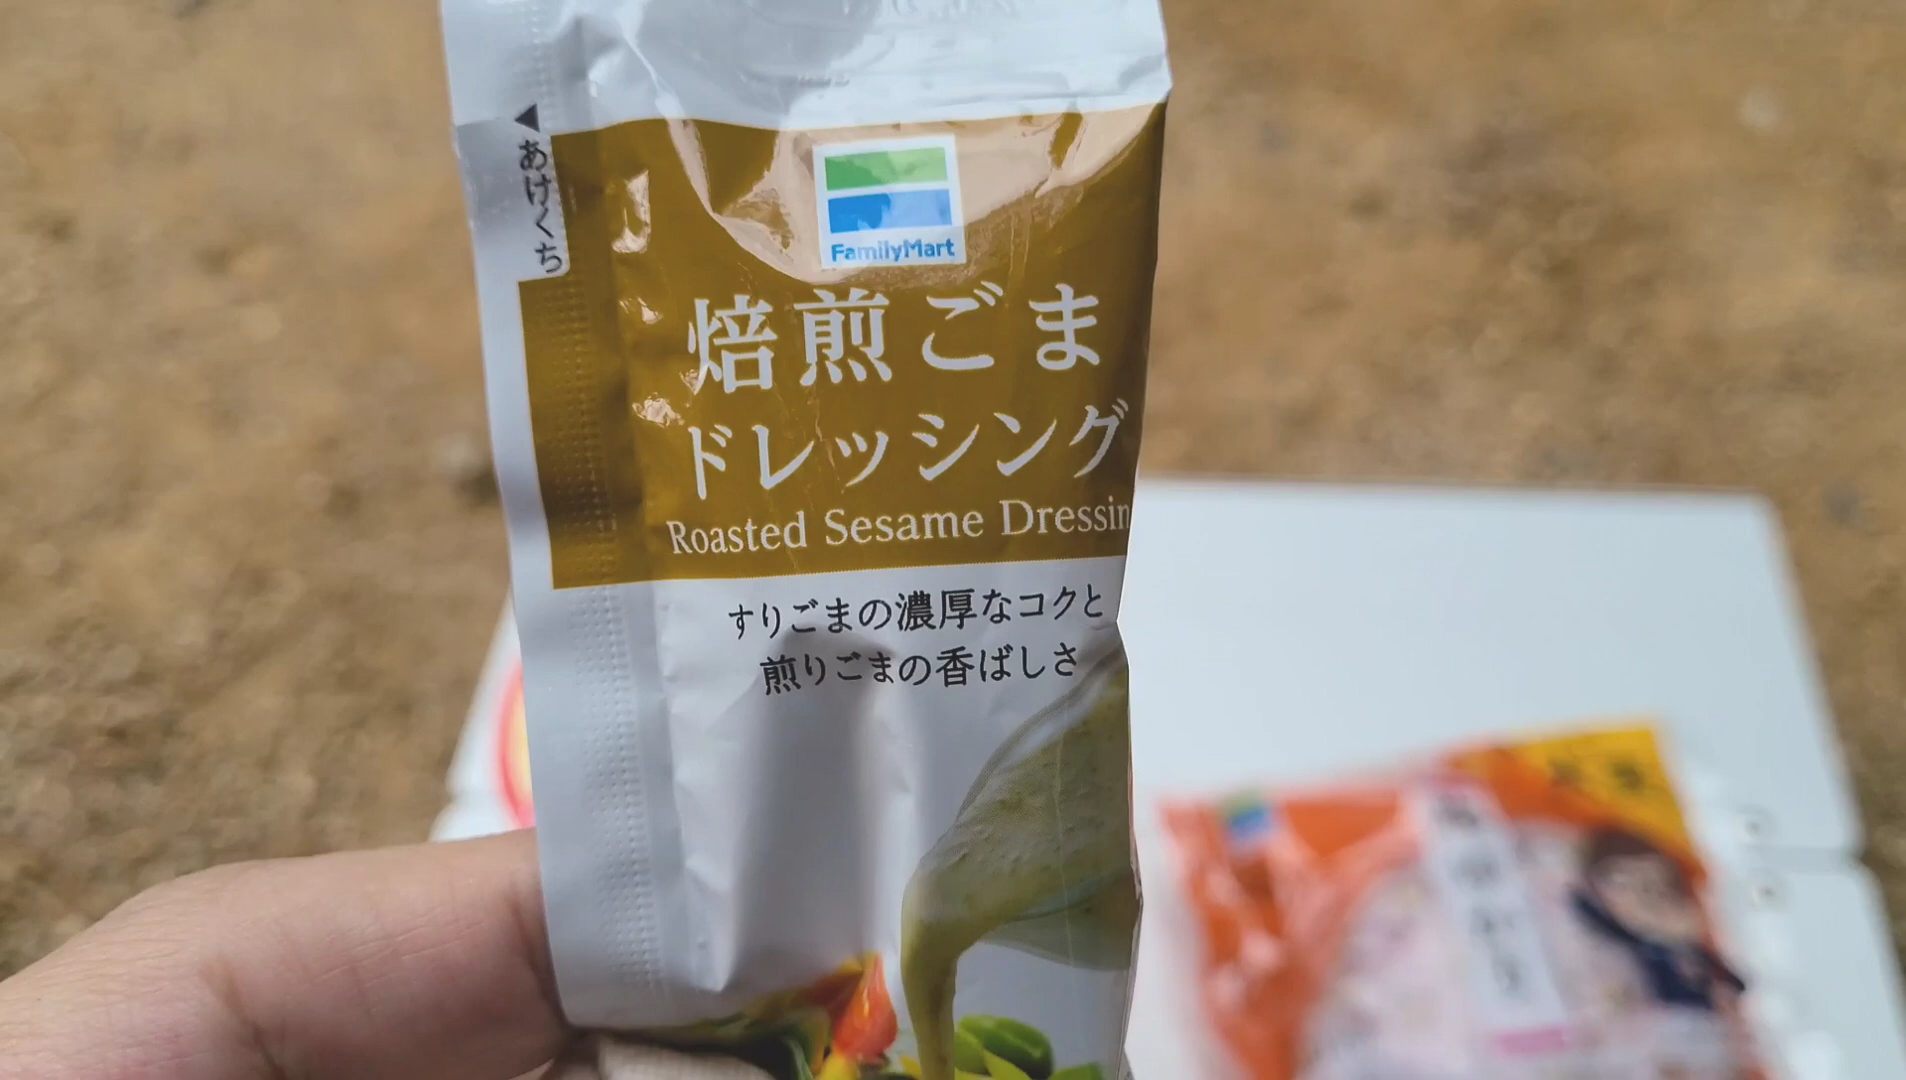 あけくち
FamilyMart
焙煎ごま
ドレッシング
Roasted Sesame Dressin
すりごまの濃厚なコクと
煎りごまの香ばしさ